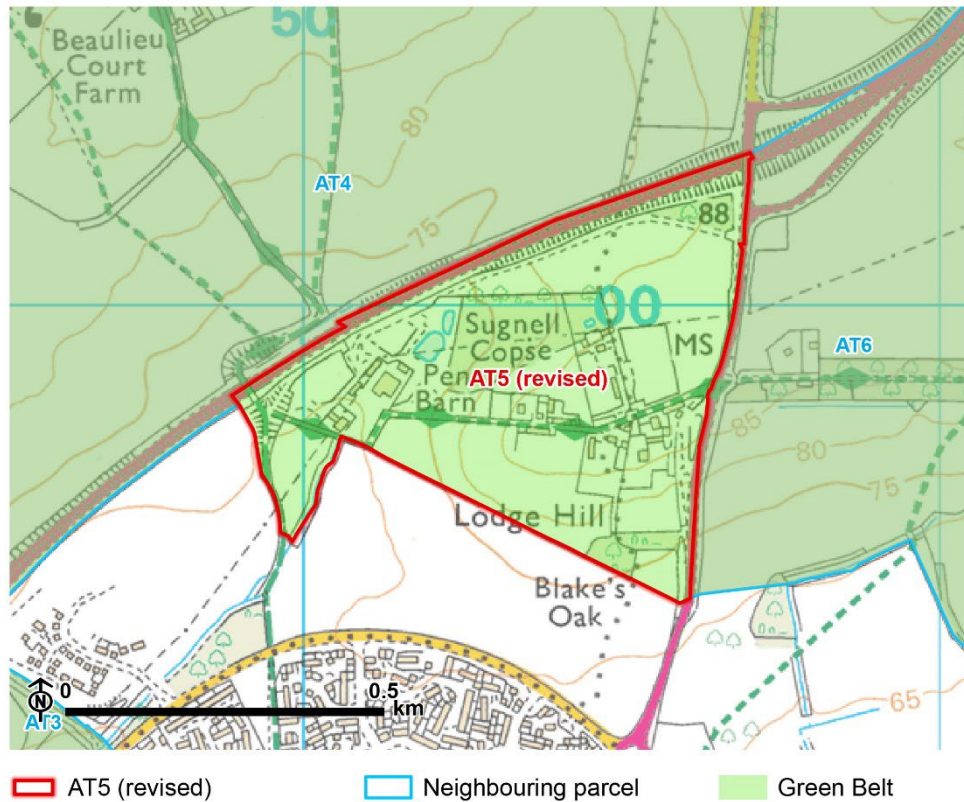 50
Beaulieu
Court
Farm
80
AT4
75
88
00
Sugnell
Copse
MS
AT5 (revised)
AT6
Pen
Barn
85
80
75
Lodge Hill
Blake's
Oak
65
N
0
0.5
km
AT3
AT5 (revised)
Neighbouring parcel
Green Belt